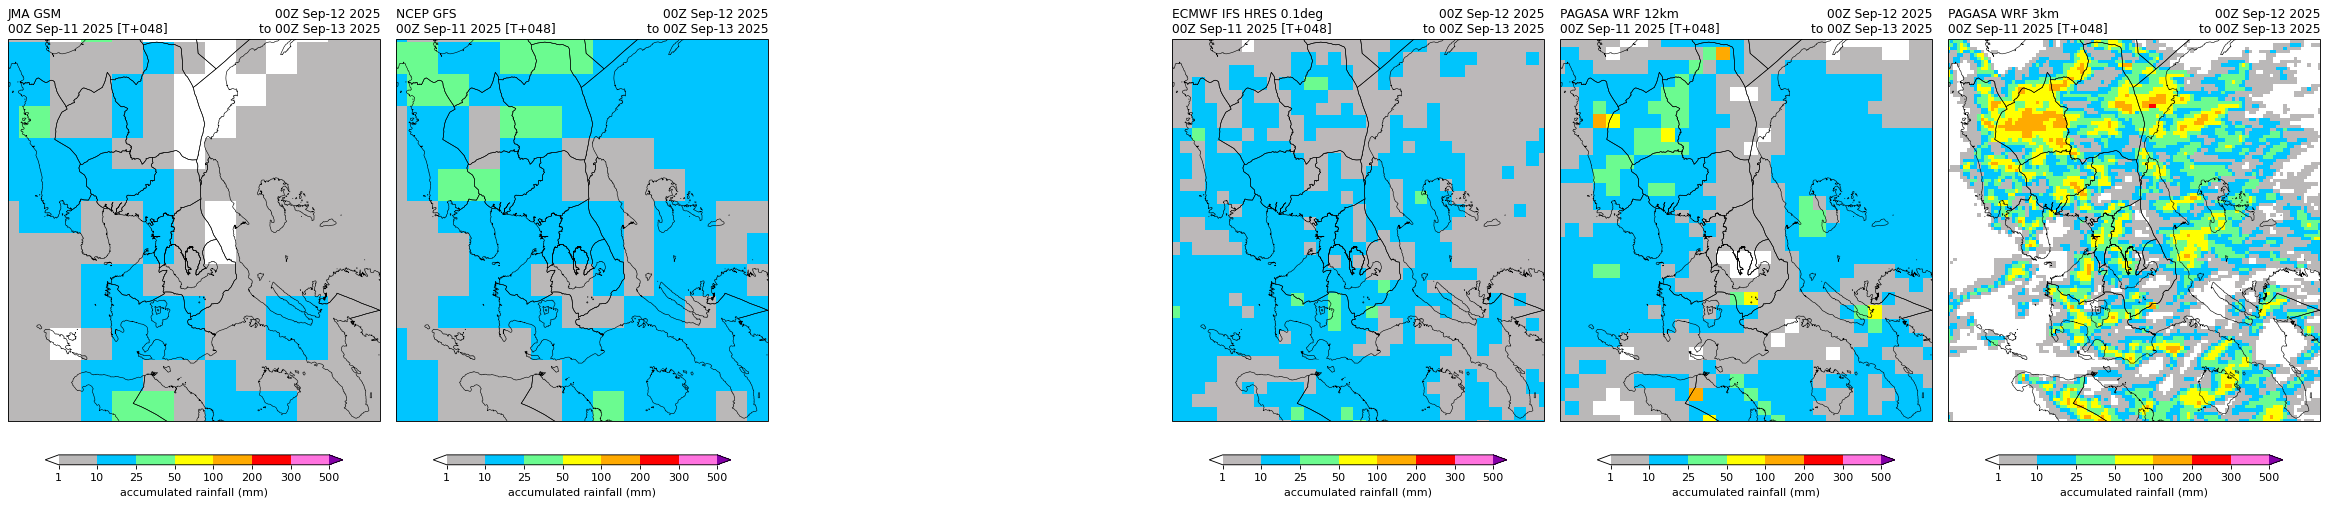 JMA GSM 00Z Sep-12 2025
00Z Sep-11 2025 [T+048] to 00Z Sep-13 2025
1 10 25 50 100 200 300 500
accumulated rainfall (mm)
NCEP GFS 00Z Sep-12 2025
00Z Sep-11 2025 [T+048] to 00Z Sep-13 2025
1 10 25 50 100 200 300 500
accumulated rainfall (mm)
ECMWF IFS HRES 0.1deg 00Z Sep-12 2025
00Z Sep-11 2025 [T+048] to 00Z Sep-13 2025
1 10 25 50 100 200 300 500
accumulated rainfall (mm)
PAGASA WRF 12km 00Z Sep-12 2025
00Z Sep-11 2025 [T+048] to 00Z Sep-13 2025
1 10 25 50 100 200 300 500
accumulated rainfall (mm)
PAGASA WRF 3km 00Z Sep-12 2025
00Z Sep-11 2025 [T+048] to 00Z Sep-13 2025
1 10 25 50 100 200 300 500
accumulated rainfall (mm)